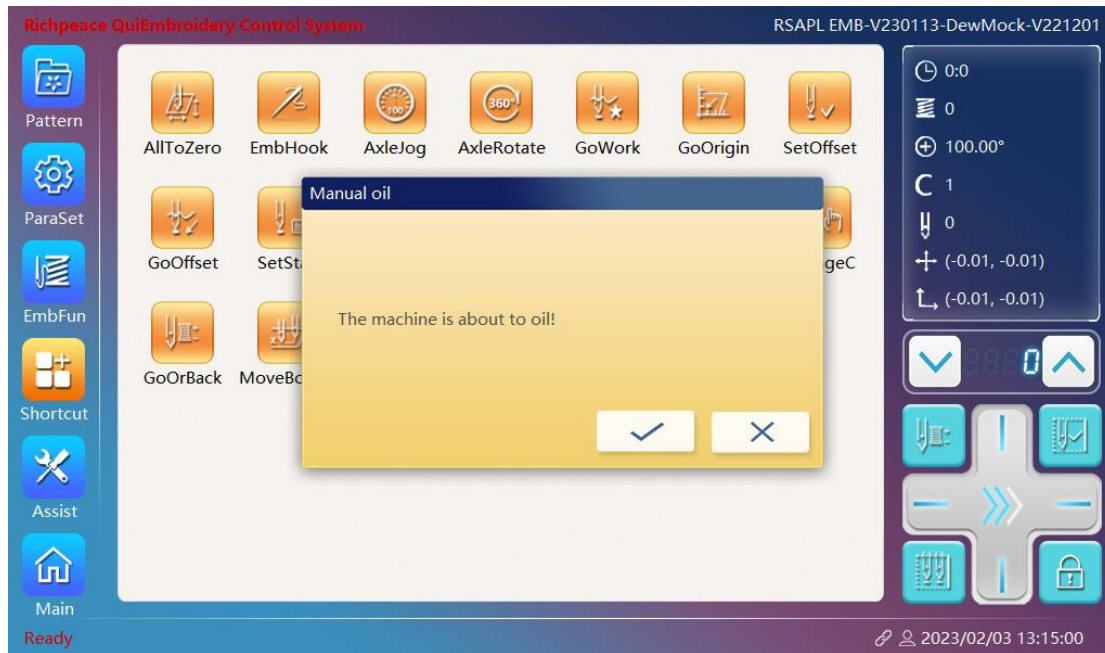 Richpeace QuiEmbroidery Control System
RSAPL EMB-V230113-DewMock-V221201
Pattern
ParaSet
EmbFun
Shortcut
Assist
Main
AllToZero EmbHook AxleJog AxleRotate GoWork GoOrigin SetOffset
100
360°
GoOffset
GoOrBack
Manual oil
The machine is about to oil!
0:0
0
100.00°
C 1
0
(-0.01, -0.01)
(-0.01, -0.01)
0
Ready
2023/02/03 13:15:00